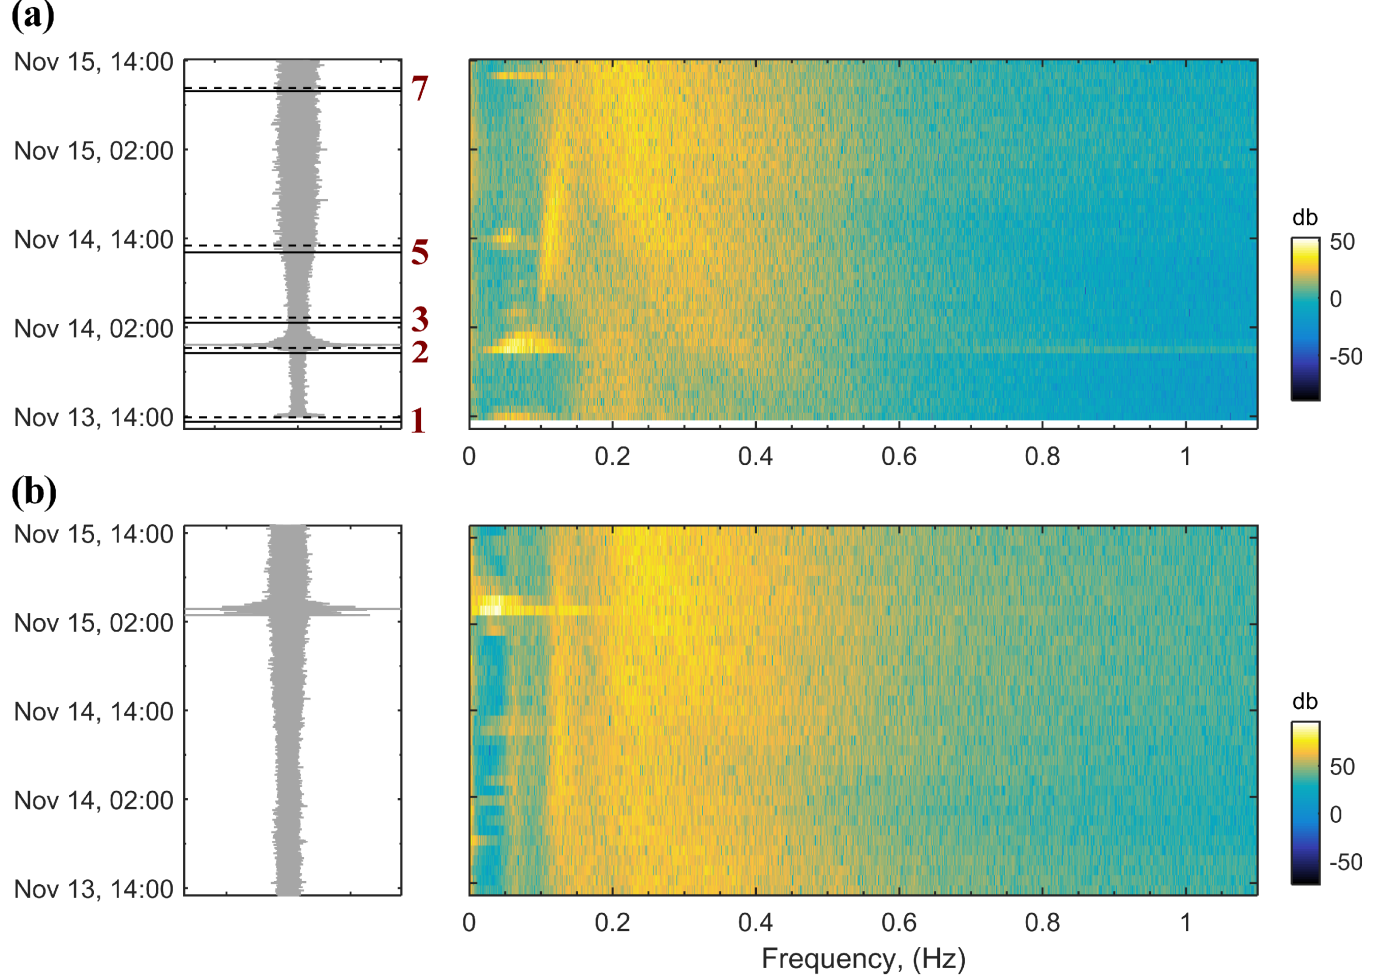 (a)
Nov 15, 14:00
Nov 15, 02:00
Nov 14, 14:00
Nov 14, 02:00
Nov 13, 14:00
7
5
3
2
1
0 0.2 0.4 0.6 0.8 1
db
50
0
-50
(b)
Nov 15, 14:00
Nov 15, 02:00
Nov 14, 14:00
Nov 14, 02:00
Nov 13, 14:00
0 0.2 0.4 0.6 0.8 1
Frequency, (Hz)
db
50
0
-50